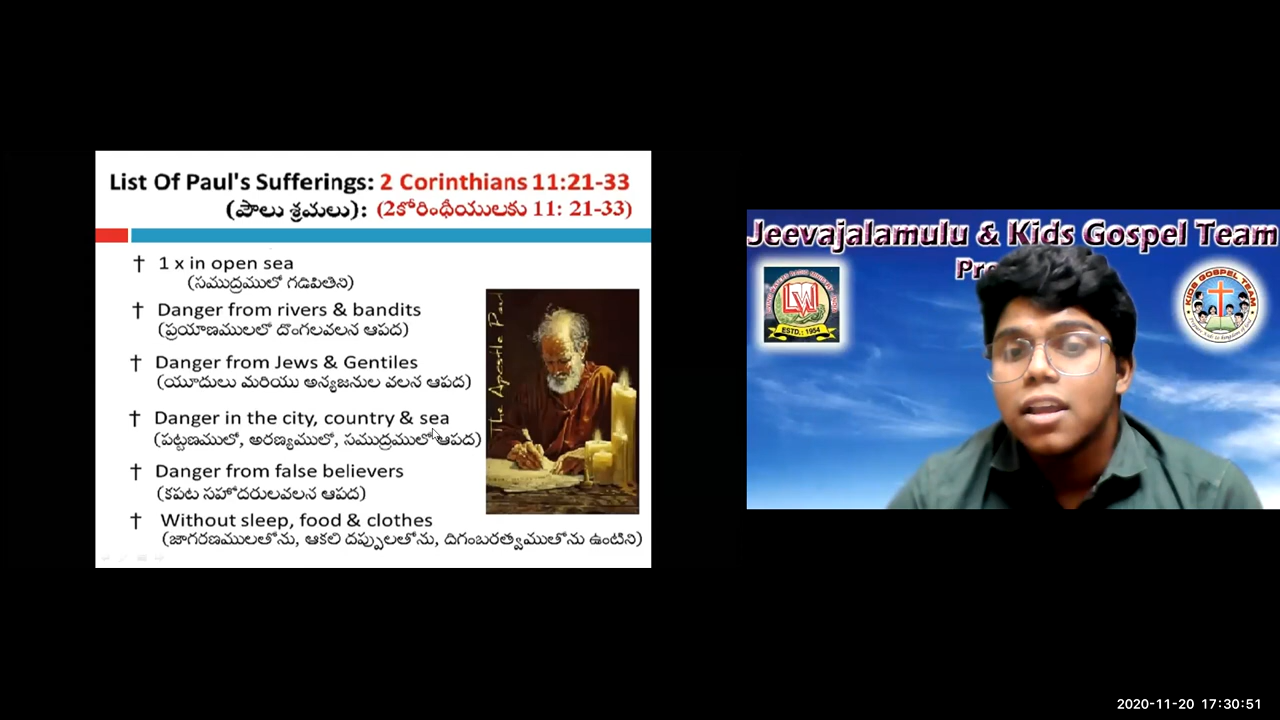 List Of Paul's Sufferings: 2 Corinthians 11:21-33
(పౌలు శ్రమలు): (2కోరింథీయులకు 11: 21-33)
† 1 x in open sea
(సముద్రములో గడిపితిని)
† Danger from rivers & bandits
(ప్రయాణములలో దొంగలవలన ఆపద)
† Danger from Jews & Gentiles
(యూదులు మరియు అన్యజనుల వలన ఆపద)
† Danger in the city, country & sea
(పట్టణములో, అరణ్యములో, సముద్రములో ఆపద)
† Danger from false believers
(కపట సహోదరులవలన ఆపద)
† Without sleep, food & clothes
(జాగరణములతోను, ఆకలి దప్పులతోను, దిగంబరత్వముతోను ఉంటిని)
The Apostle Paul
Jeevajalamulu & Kids Gospel Team
LW
ESTD.: 1954
KIDS GOSPEL TEAM
2020-11-20 17:30:51